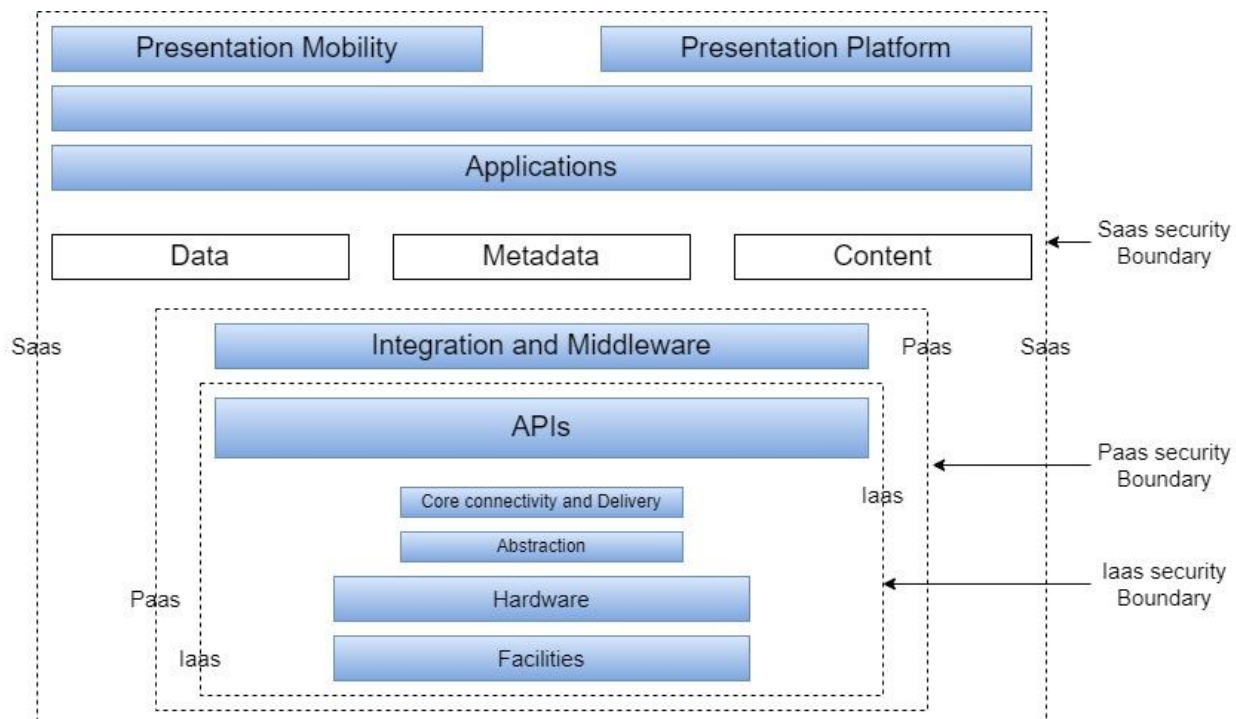 Presentation Mobility
Presentation Platform
Applications
Data
Metadata
Content
Saas security
Boundary
Integration and Middleware
Saas
Paas
Saas
APIs
Paas security
Boundary
Core connectivity and Delivery
Iaas
Abstraction
Iaas security
Boundary
Hardware
Paas
Facilities
Iaas